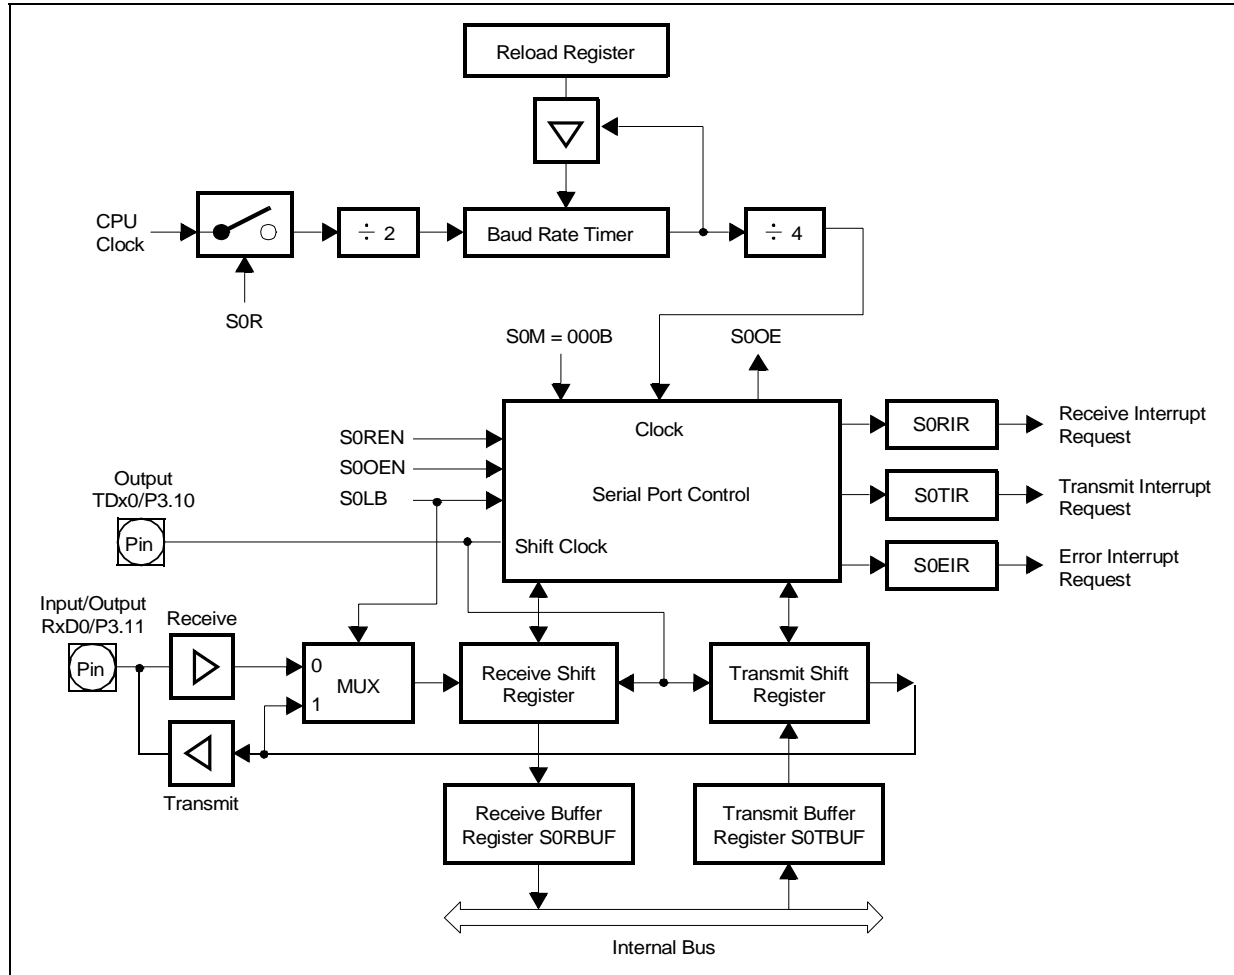 Reload Register
CPU
Clock
÷ 2
Baud Rate Timer
÷ 4
S0R
S0M = 000B
S0OE
Clock
S0REN
S0OEN
S0LB
Serial Port Control
Shift Clock
S0RIR
Receive Interrupt
Request
S0TIR
Transmit Interrupt
Request
S0EIR
Error Interrupt
Request
Output
TDx0/P3.10
Pin
Input/Output
RxD0/P3.11
Pin
Receive
0
MUX
1
Transmit
Receive Shift
Register
Transmit Shift
Register
Receive Buffer
Register S0RBUF
Transmit Buffer
Register S0TBUF
Internal Bus